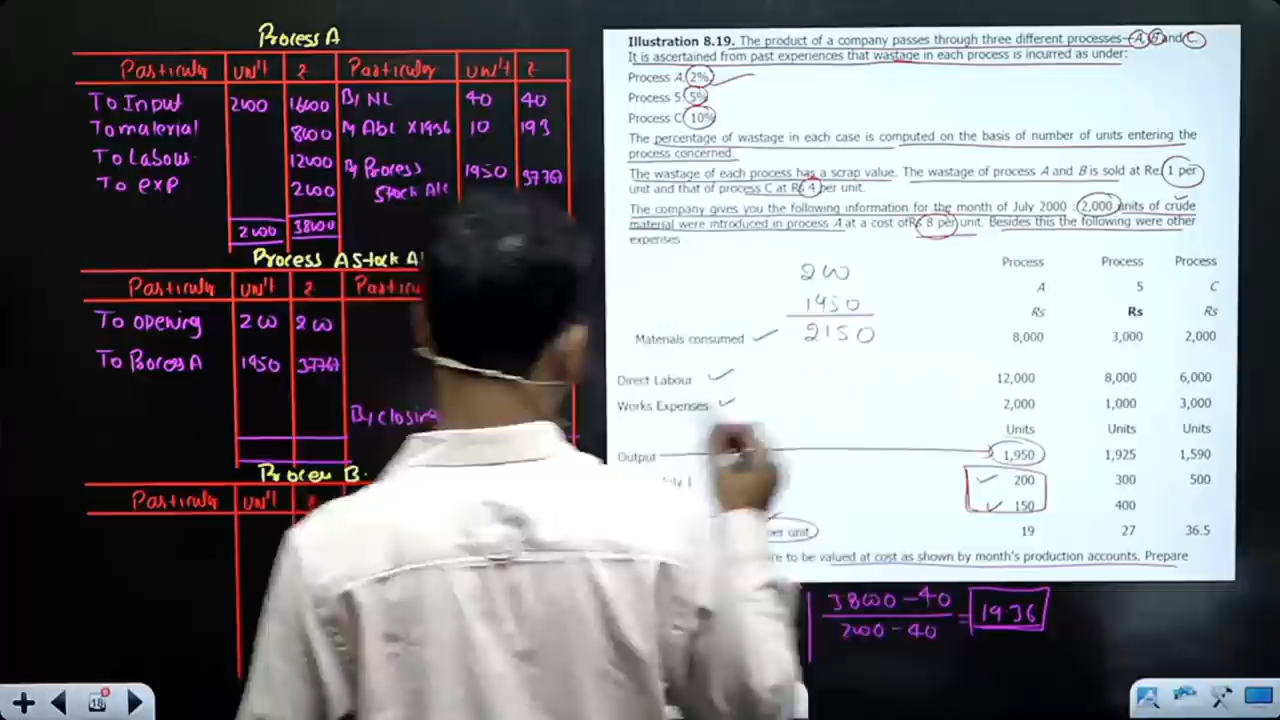 Process A
Particulars Unit ₹ Particulars Unit ₹
To Input 2000 16000 By NL 40 40
To material 8000 By Abl X1936 10 193
To Labour 12000 By Process 1950 37767
To exp 2000 Stock A/c
2000 38000
Process A Stock A
Particulars Unit ₹ Part
To opening 200
To Process A 1950 37767
By closing
Process B
Particulars Unit
Illustration 8.19. The product of a company passes through three different processes—A, B and C.
It is ascertained from past experiences that wastage in each process is incurred as under:
Process A 2%
Process 5. 5%
Process C 10%
The percentage of wastage in each case is computed on the basis of number of units entering the
process concerned.
The wastage of each process has a scrap value. The wastage of process A and B is sold at Re. 1 per
unit and that of process C at Rs 4 per unit.
The company gives you the following information for the month of July 2000 : 2,000 units of crude
material were introduced in process A at a cost of Rs 8 per unit. Besides this the following were other
expenses
Process Process Process
A 5 C
Rs Rs Rs
Materials consumed 8,000 3,000 2,000
Direct Labour 12,000 8,000 6,000
Works Expenses 2,000 1,000 3,000
Units Units Units
Output 1,950 1,925 1,590
200 300 500
150 400
per unit 19 27 36.5
re to be valued at cost as shown by month's production accounts. Prepare
200
1950
2150
38000 - 40
2000 - 40
= 19.36
18